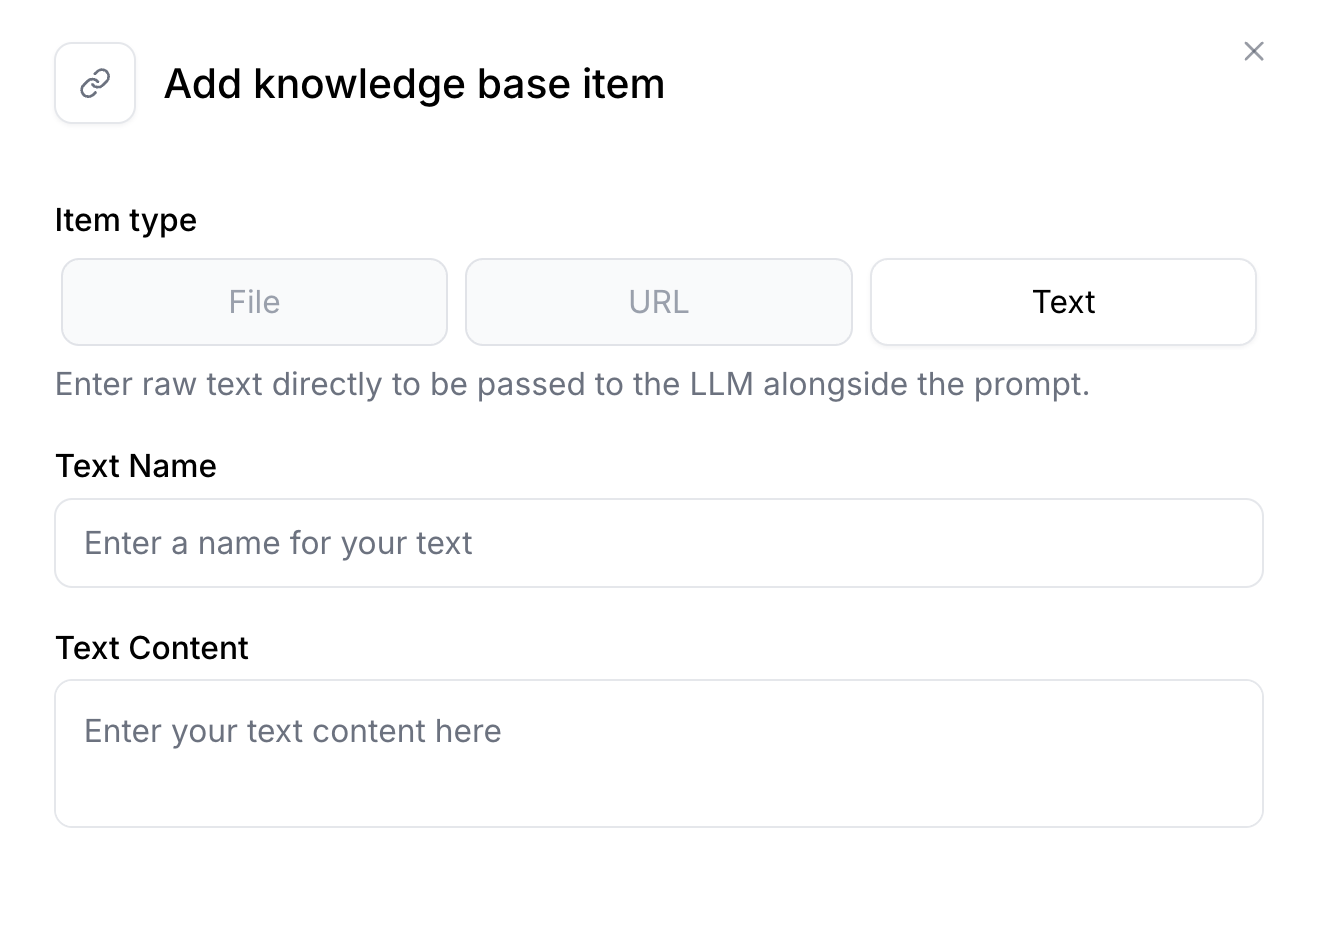 Add knowledge base item
Item type
File
URL
Text
Enter raw text directly to be passed to the LLM alongside the prompt.
Text Name
Enter a name for your text
Text Content
Enter your text content here